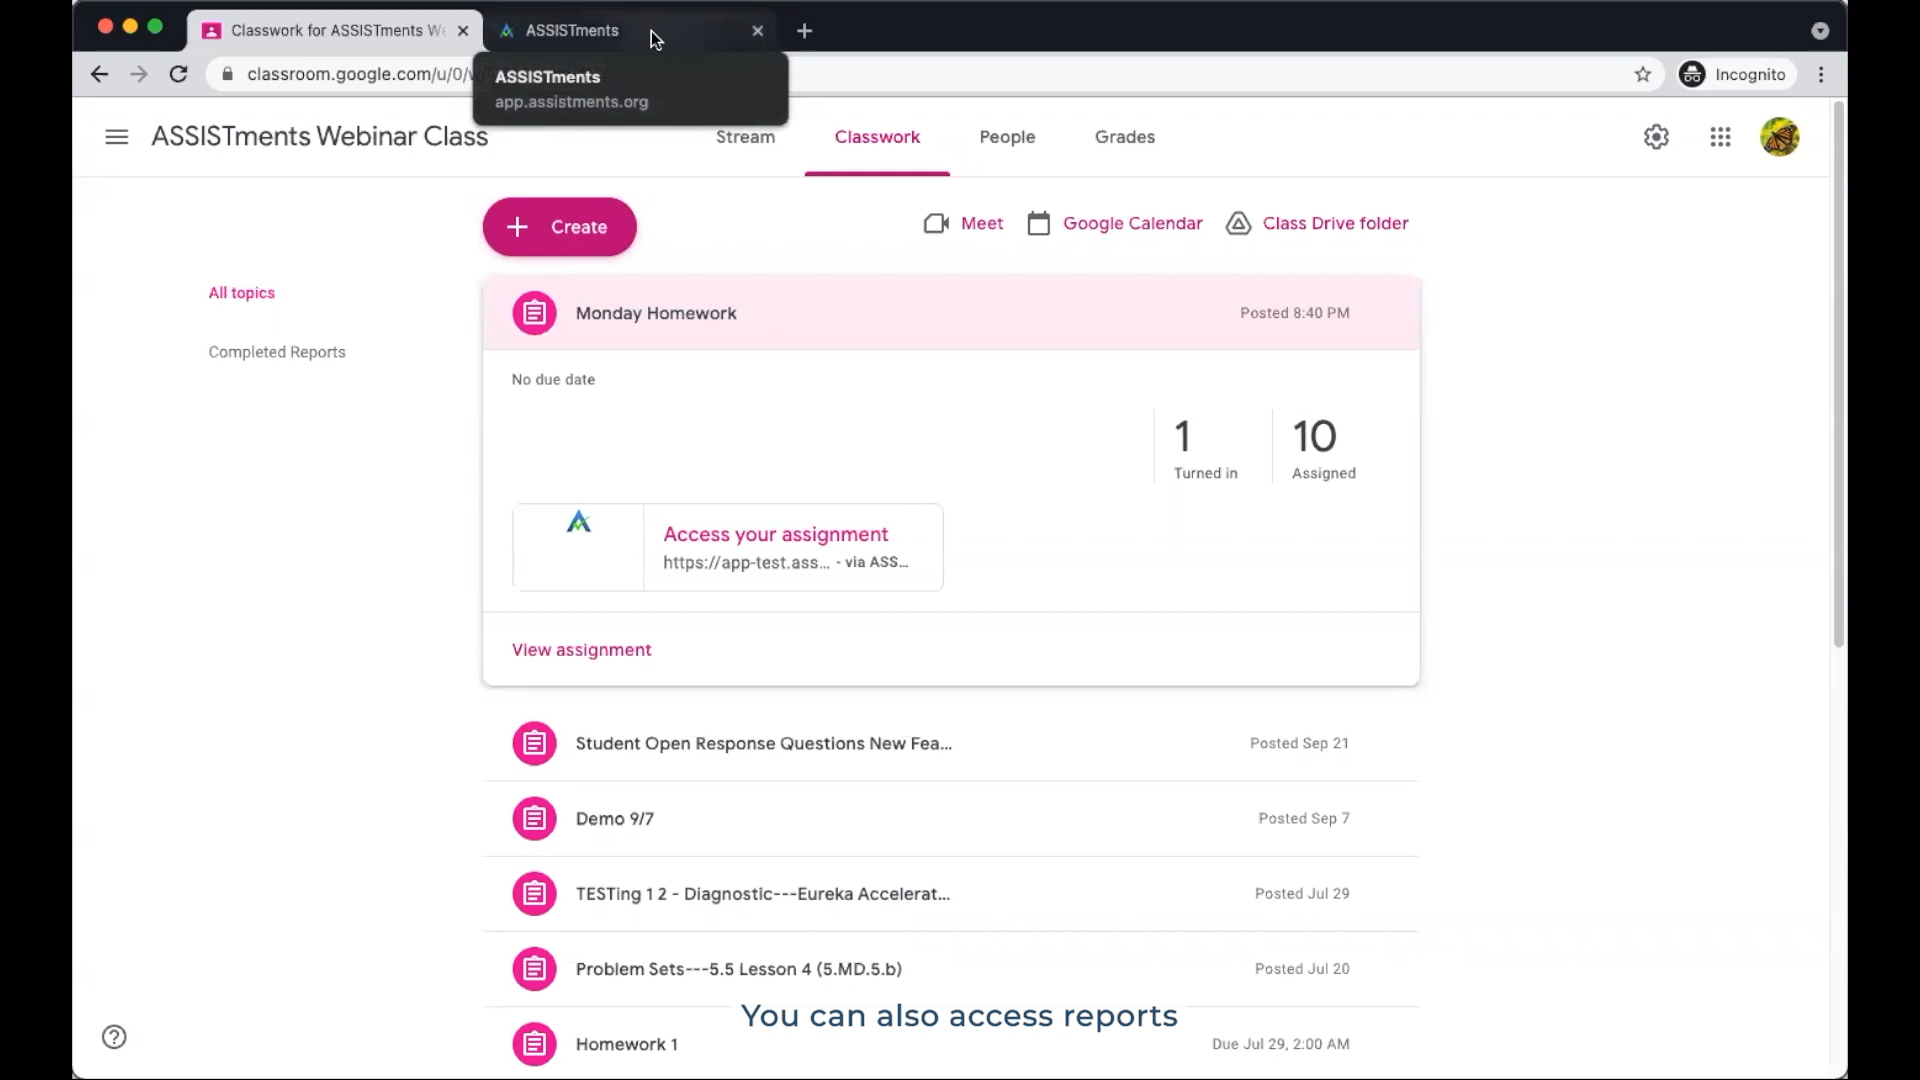 Classwork for ASSISTments We
ASSISTments
classroom.google.com/u/0/
Incognito
ASSISTments
app.assistments.org
ASSISTments Webinar Class
Stream
Classwork
People
Grades
Create
Meet
Google Calendar
Class Drive folder
All topics
Completed Reports
Monday Homework
Posted 8:40 PM
No due date
1
Turned in
10
Assigned
Access your assignment
https://app-test.ass... - via ASS...
View assignment
Student Open Response Questions New Fea...
Posted Sep 21
Demo 9/7
Posted Sep 7
TESTing 1 2 - Diagnostic---Eureka Accelerat...
Posted Jul 29
Problem Sets---5.5 Lesson 4 (5.MD.5.b)
Posted Jul 20
You can also access reports
Homework 1
Due Jul 29, 2:00 AM